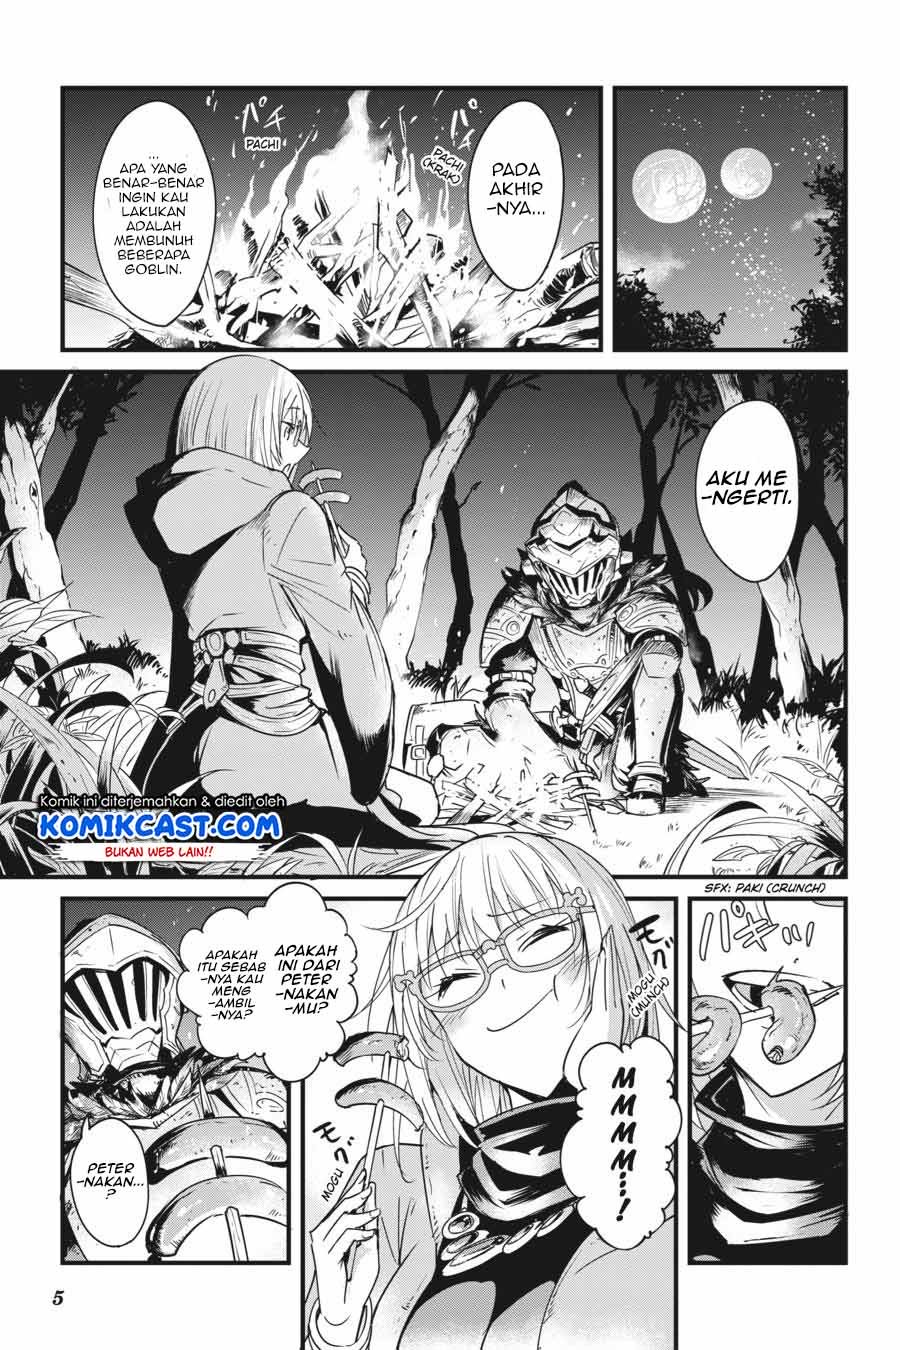 PADA
AKHIR
-NYA...
パチ
PACHI
(KRAK)
パチ
PACHI
...
APA YANG
BENAR-BENAR
INGIN KAU
LAKUKAN
ADALAH
MEMBUNUH
BEBERAPA
GOBLIN.
AKU ME
-NGERTI.
Komik ini diterjemahkan & diedit oleh
KOMIKCAST.COM
BUKAN WEB LAIN!!
SFX: PAKI (CRUNCH)
パキッ
モグ
MOGU
(MUNCH)
MMMM...!
モグ
MOGU
APAKAH
INI DARI
PETER
-NAKAN
-MU?
APAKAH
ITU SEBAB
-NYA KAU
MENG
-AMBIL
-NYA?
PETER
-NAKAN...
?
5